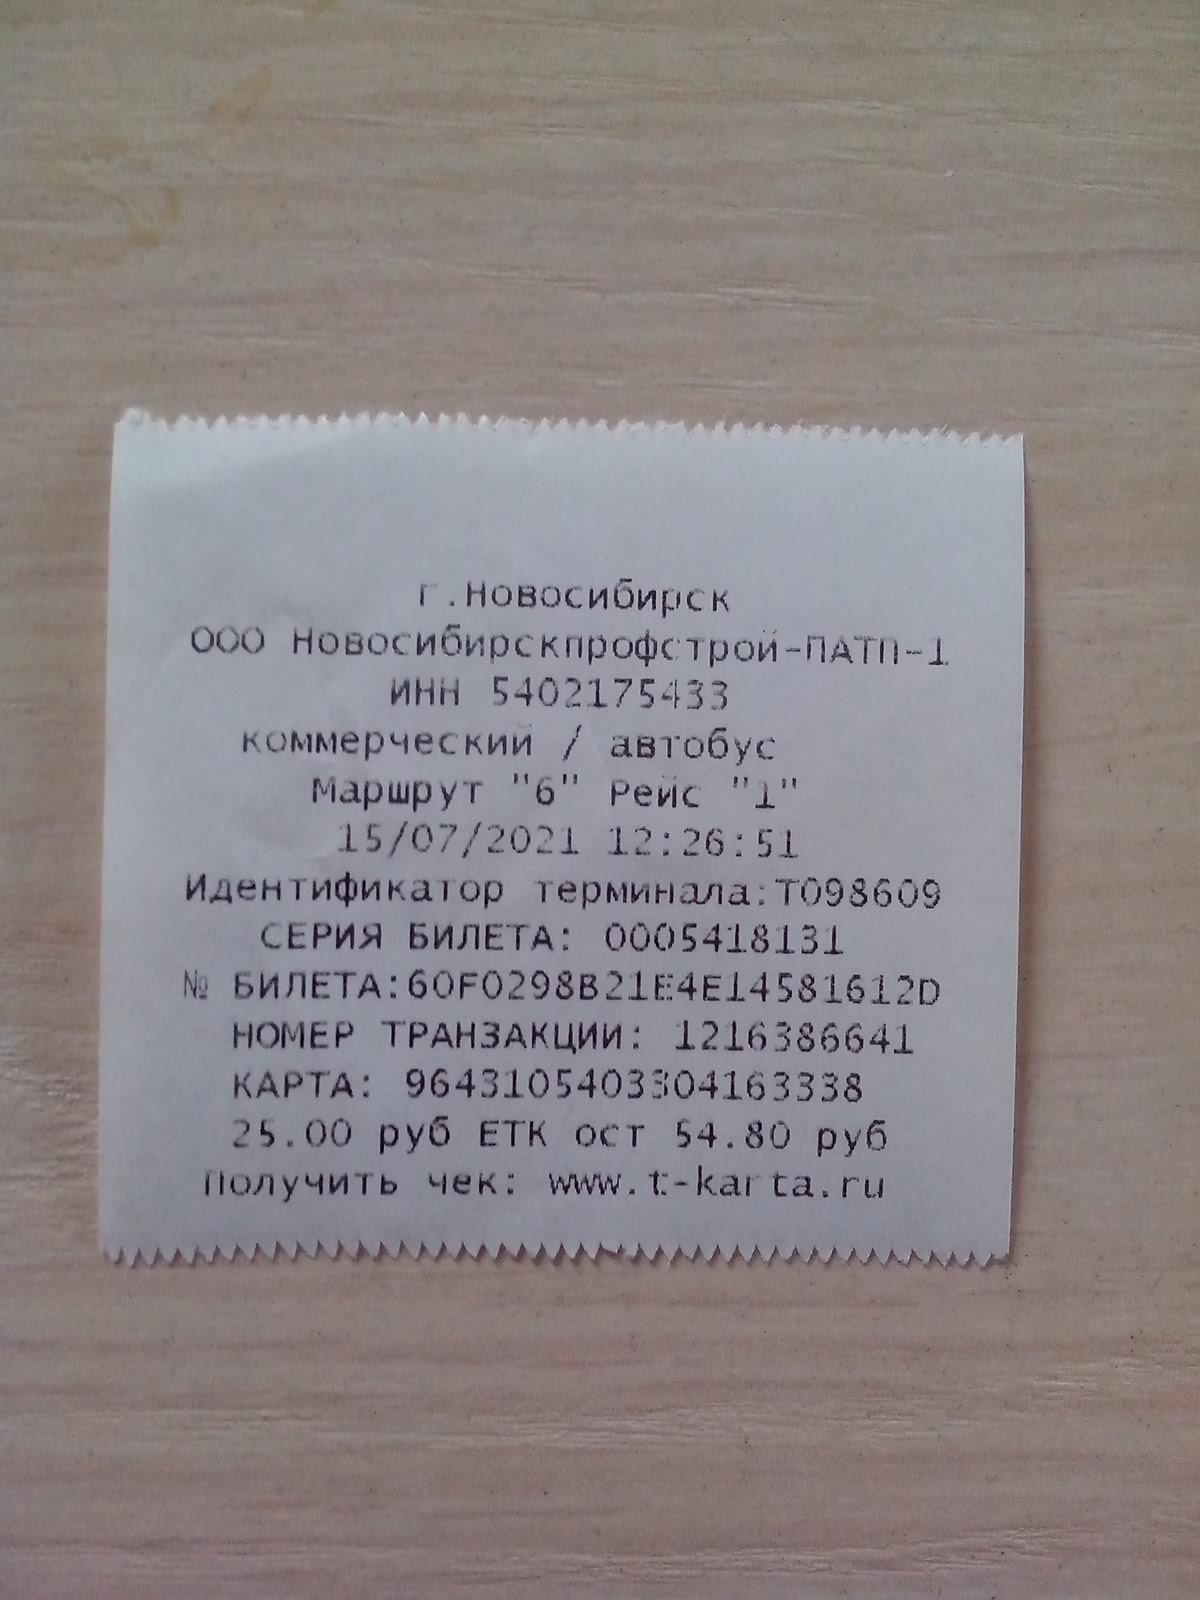 г.Новосибирск
ООО Новосибирскпрофстрой-ПАТП-1
ИНН 5402175433
коммерческий / автобус
Маршрут "6" Рейс "1"
15/07/2021 12:26:51
Идентификатор терминала:T098609
СЕРИЯ БИЛЕТА: 0005418131
№ БИЛЕТА:60F0298B21E4E14581612D
НОМЕР ТРАНЗАКЦИИ: 1216386641
КАРТА: 9643105403304163338
25.00 руб ЕТК ост 54.80 руб
Получить чек: www.t-karta.ru